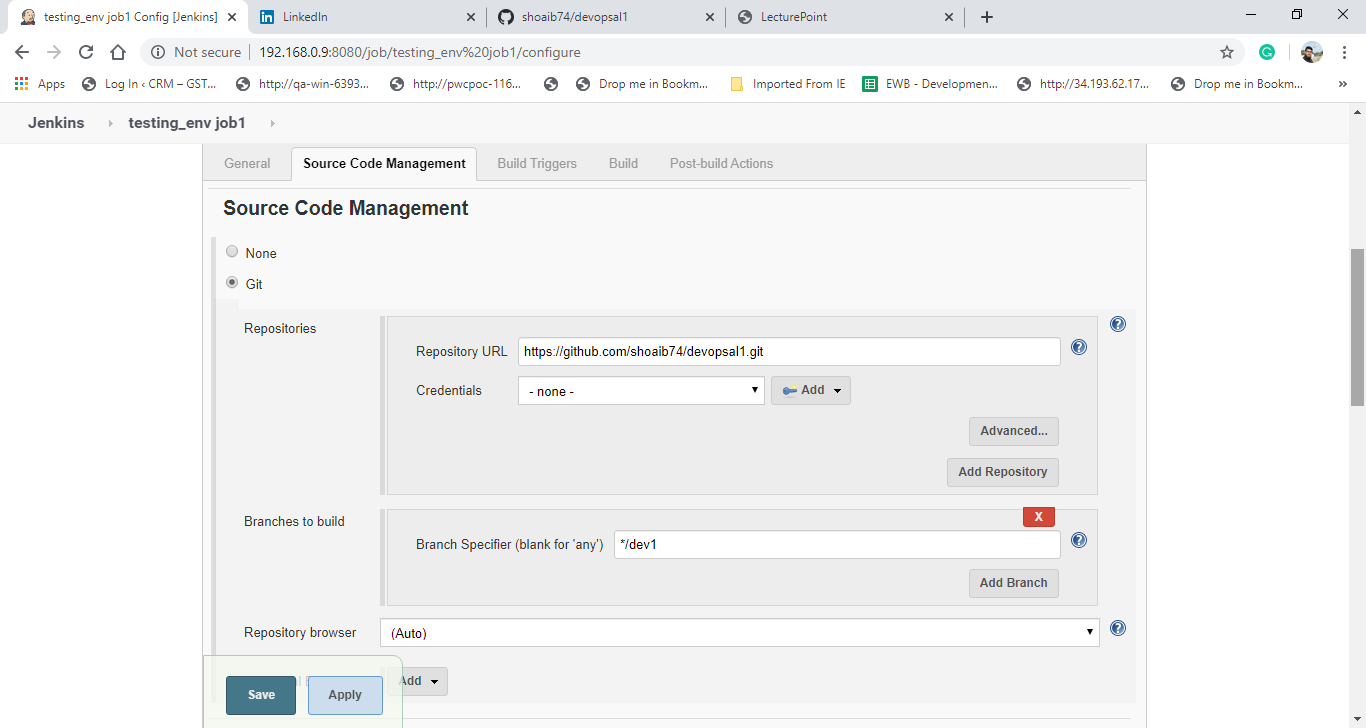 testing_env job1 Config [Jenkins]
LinkedIn
shoaib74/devopsal1
LecturePoint
Not secure
192.168.0.9:8080/job/testing_env%20job1/configure
Apps
Log In ‹ CRM – GST...
http://qa-win-6393...
http://pwcpoc-116...
Drop me in Bookm...
Imported From IE
EWB - Developmen...
http://34.193.62.17...
Drop me in Bookm...
»
Jenkins
testing_env job1
General
Source Code Management
Build Triggers
Build
Post-build Actions
Source Code Management
None
Git
Repositories
Repository URL
https://github.com/shoaib74/devopsal1.git
Credentials
- none -
Add
Advanced...
Add Repository
Branches to build
X
Branch Specifier (blank for 'any')
*/dev1
Add Branch
Repository browser
(Auto)
Add
Save
Apply